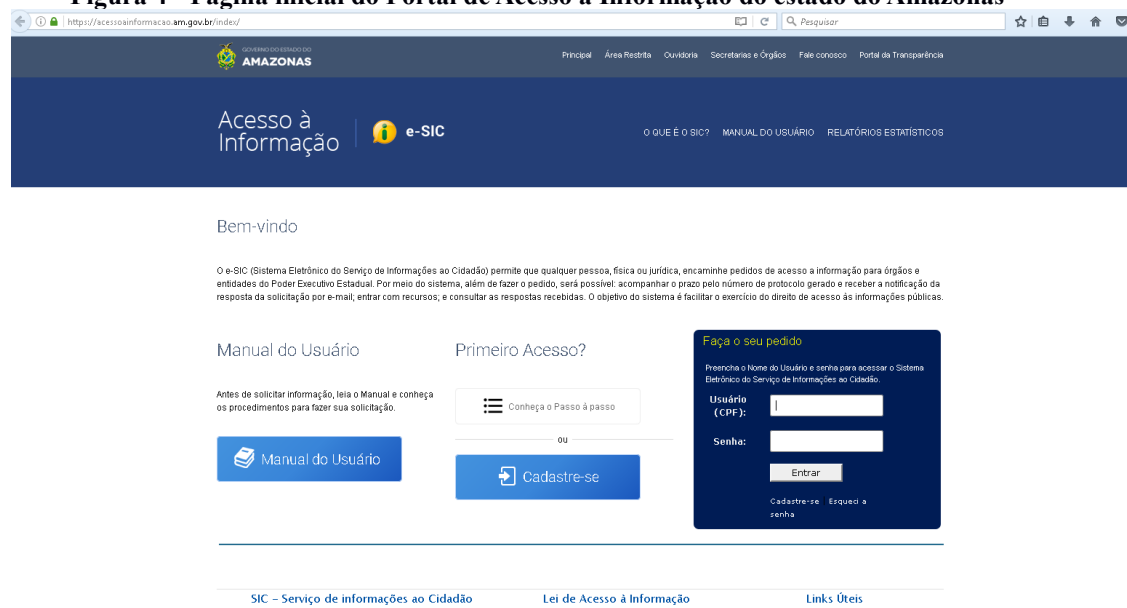 Figura 4 - Página inicial do Portal de Acesso à Informação do estado do Amazonas
https://acessoainformacao.am.gov.br/index/
Pesquisar
GOVERNO DO ESTADO DO
AMAZONAS
Principal Área Restrita Ouvidoria Secretarias e Órgãos Fale conosco Portal da Transparência
Acesso à
Informação
e-SIC
O QUE É O SIC? MANUAL DO USUÁRIO RELATÓRIOS ESTATÍSTICOS
Bem-vindo
O e-SIC (Sistema Eletrônico do Serviço de Informações ao Cidadão) permite que qualquer pessoa, física ou jurídica, encaminhe pedidos de acesso a informação para órgãos e
entidades do Poder Executivo Estadual. Por meio do sistema, além de fazer o pedido, será possível: acompanhar o prazo pelo número de protocolo gerado e receber a notificação da
resposta da solicitação por e-mail; entrar com recursos; e consultar as respostas recebidas. O objetivo do sistema é facilitar o exercício do direito de acesso às informações públicas.
Manual do Usuário
Antes de solicitar informação, leia o Manual e conheça
os procedimentos para fazer sua solicitação.
Manual do Usuário
Primeiro Acesso?
Conheça o Passo à passo
ou
Cadastre-se
Faça o seu pedido
Preencha o Nome do Usuário e senha para acessar o Sistema
Eletrônico do Serviço de Informações ao Cidadão.
Usuário
(CPF):
Senha:
Entrar
Cadastre-se Esqueci a
senha
SIC – Serviço de informações ao Cidadão
Lei de Acesso à Informação
Links Úteis